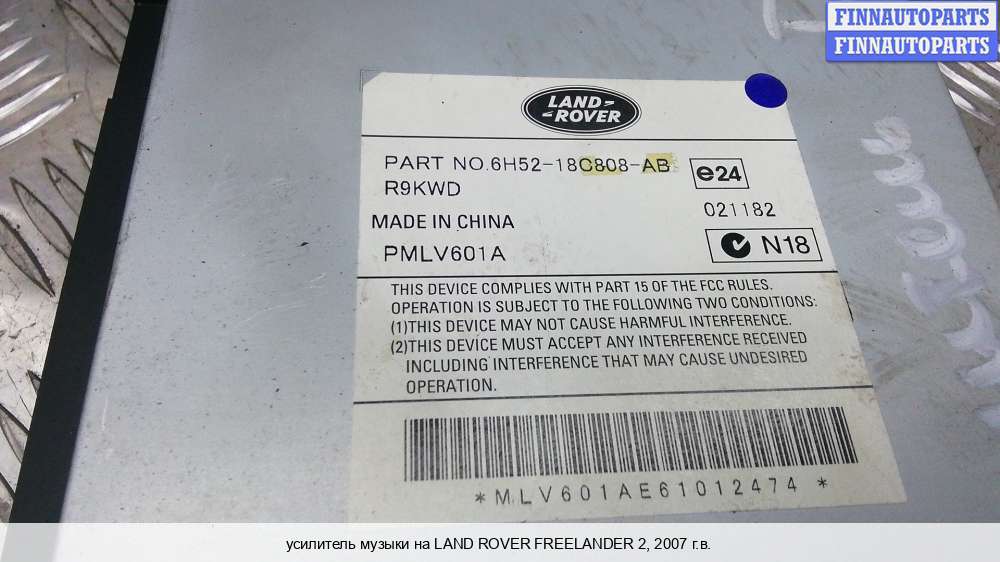 FINNAUTOPARTS
FINNAUTOPARTS
LAND-
-ROVER
PART NO.6H52-18C808-AB
R9KWD
e24
021182
MADE IN CHINA
PMLV601A
N18
THIS DEVICE COMPLIES WITH PART 15 OF THE FCC RULES.
OPERATION IS SUBJECT TO THE FOLLOWING TWO CONDITIONS:
(1)THIS DEVICE MAY NOT CAUSE HARMFUL INTERFERENCE.
(2)THIS DEVICE MUST ACCEPT ANY INTERFERENCE RECEIVED
INCLUDING INTERFERENCE THAT MAY CAUSE UNDESIRED
OPERATION.
*MLV601AE61012474*
усилитель музыки на LAND ROVER FREELANDER 2, 2007 г.в.